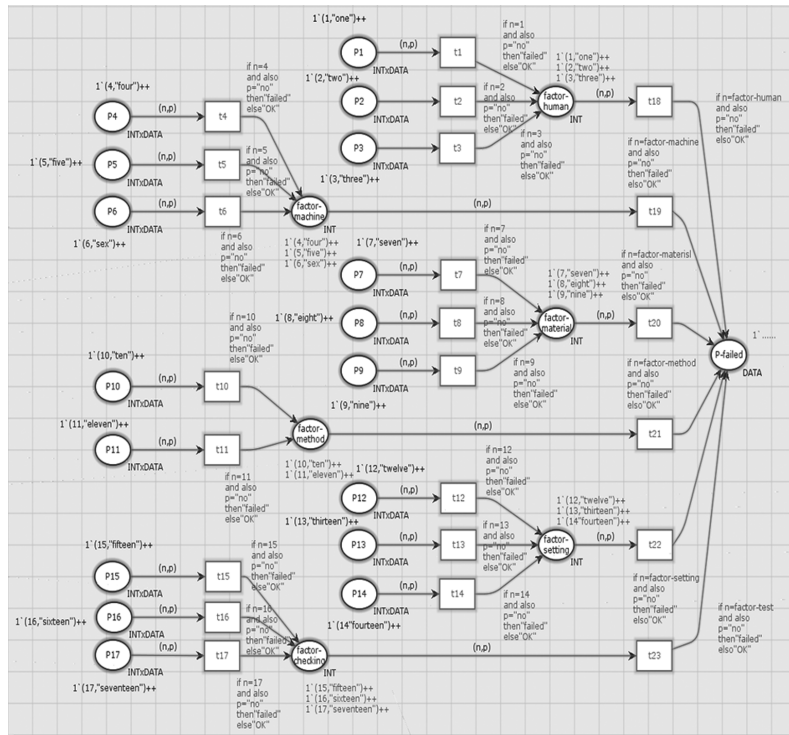 1`(1,"one")++
P1
INTxDATA
(n,p)
t1
if n=1
and also
p="no"
then"failed"
else"OK"
1`(2,"two")++
P2
INTxDATA
(n,p)
t2
if n=2
and also
p="no"
then"failed"
else"OK"
P3
INTxDATA
1`(3,"three")++
(n,p)
t3
if n=3
and also
p="no"
then"failed"
else"OK"
1`(1,"one")++
1`(2,"two")++
1`(3,"three")++
factor-
human
INT
(n,p)
t18
if n=factor-human
and also
p="no"
then"failed"
else"OK"
1`(4,"four")++
P4
INTxDATA
(n,p)
t4
if n=4
and also
p="no"
then"failed"
else"OK"
1`(5,"five")++
P5
INTxDATA
(n,p)
t5
if n=5
and also
p="no"
then"failed"
else"OK"
P6
INTxDATA
1`(6,"sex")++
(n,p)
t6
if n=6
and also
p="no"
then"failed"
else"OK"
factor-
machine
INT
1`(4,"four")++
1`(5,"five")++
1`(6,"sex")++
(n,p)
t19
if n=factor-machine
and also
p="no"
then"failed"
else"OK"
1`(7,"seven")++
P7
INTxDATA
(n,p)
t7
if n=7
and also
p="no"
then"failed"
else"OK"
1`(8,"eight")++
P8
INTxDATA
(n,p)
t8
if n=8
and also
p="no"
then"failed"
else"OK"
P9
INTxDATA
1`(9,"nine")++
(n,p)
t9
if n=9
and also
p="no"
then"failed"
else"OK"
1`(7,"seven")++
1`(8,"eight")++
1`(9,"nine")++
factor-
material
INT
(n,p)
t20
if n=factor-materisl
and also
p="no"
then"failed"
elso"OK"
1`......
P-failed
DATA
1`(10,"ten")++
P10
INTxDATA
(n,p)
t10
if n=10
and also
p="no"
then"failed"
else"OK"
1`(11,"eleven")++
P11
INTxDATA
(n,p)
t11
if n=11
and also
p="no"
then"failed"
else"OK"
factor-
method
INT
1`(10,"ten")++
1`(11,"eleven")++
(n,p)
t21
if n=factor-method
and also
p="no"
then"failed"
else"OK"
1`(12,"twelve")++
P12
INTxDATA
(n,p)
t12
if n=12
and also
p="no"
then"failed"
else"OK"
1`(13,"thirteen")++
P13
INTxDATA
(n,p)
t13
if n=13
and also
p="no"
then"failed"
else"OK"
P14
INTxDATA
1`(14"fourteen")++
(n,p)
t14
if n=14
and also
p="no"
then"failed"
else"OK"
1`(12,"twelve")++
1`(13,"thirteen")++
1`(14"fourteen")++
factor-
setting
INT
(n,p)
t22
if n=factor-setting
and also
p="no"
then"failed"
elso"OK"
1`(15,"fifteen")++
P15
INTxDATA
(n,p)
t15
if n=15
and also
p="no"
then"failed"
else"OK"
1`(16,"sixteen")++
P16
INTxDATA
(n,p)
t16
if n=16
and also
p="no"
then"failed"
else"OK"
P17
INTxDATA
1`(17,"seventeen")++
(n,p)
t17
if n=17
and also
p="no"
then"failed"
else"OK"
factor-
checking
INT
1`(15,"fifteen")++
1`(16,"sixteen")++
1`(17,"seventeen")++
(n,p)
t23
if n=factor-test
and also
p="no"
then"failed"
else"OK"